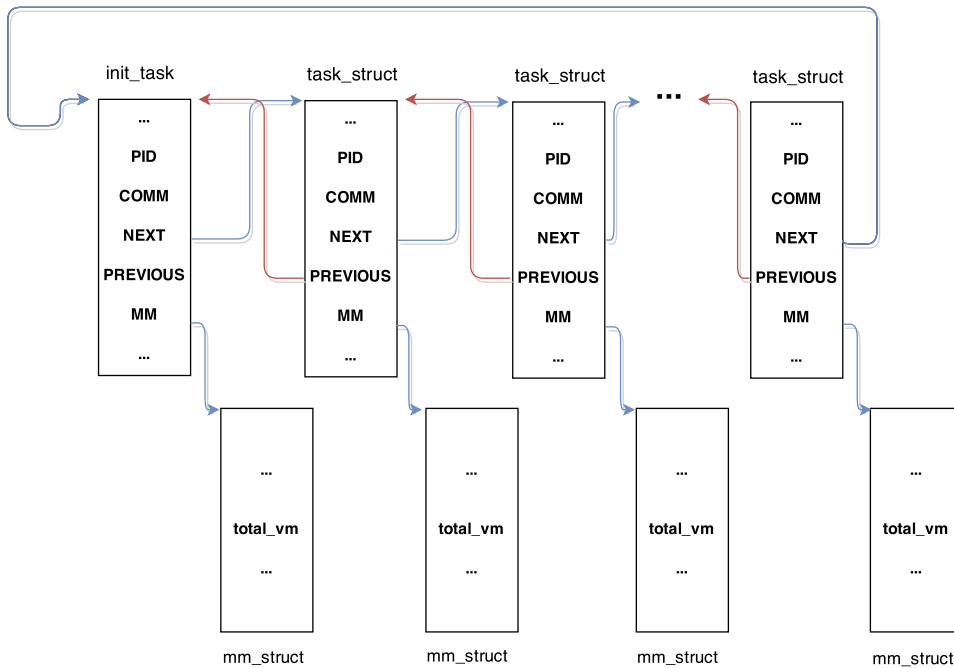 init_task
task_struct
task_struct
...
task_struct
...
PID
COMM
NEXT
PREVIOUS
MM
...
...
PID
COMM
NEXT
PREVIOUS
MM
...
...
PID
COMM
NEXT
PREVIOUS
MM
...
...
PID
COMM
NEXT
PREVIOUS
MM
...
...
total_vm
...
mm_struct
...
total_vm
...
mm_struct
...
total_vm
...
mm_struct
...
total_vm
...
mm_struct